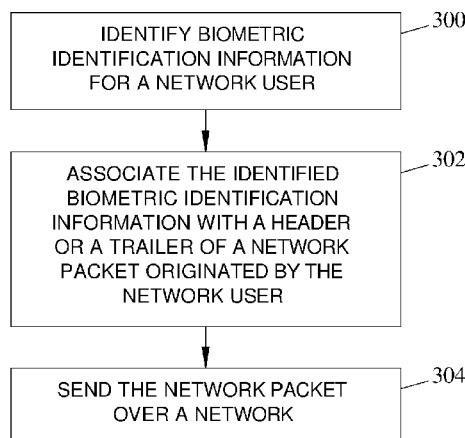 IDENTIFY BIOMETRIC
IDENTIFICATION INFORMATION
FOR A NETWORK USER
300
ASSOCIATE THE IDENTIFIED
BIOMETRIC IDENTIFICATION
INFORMATION WITH A HEADER
OR A TRAILER OF A NETWORK
PACKET ORIGINATED BY THE
NETWORK USER
302
SEND THE NETWORK PACKET
OVER A NETWORK
304